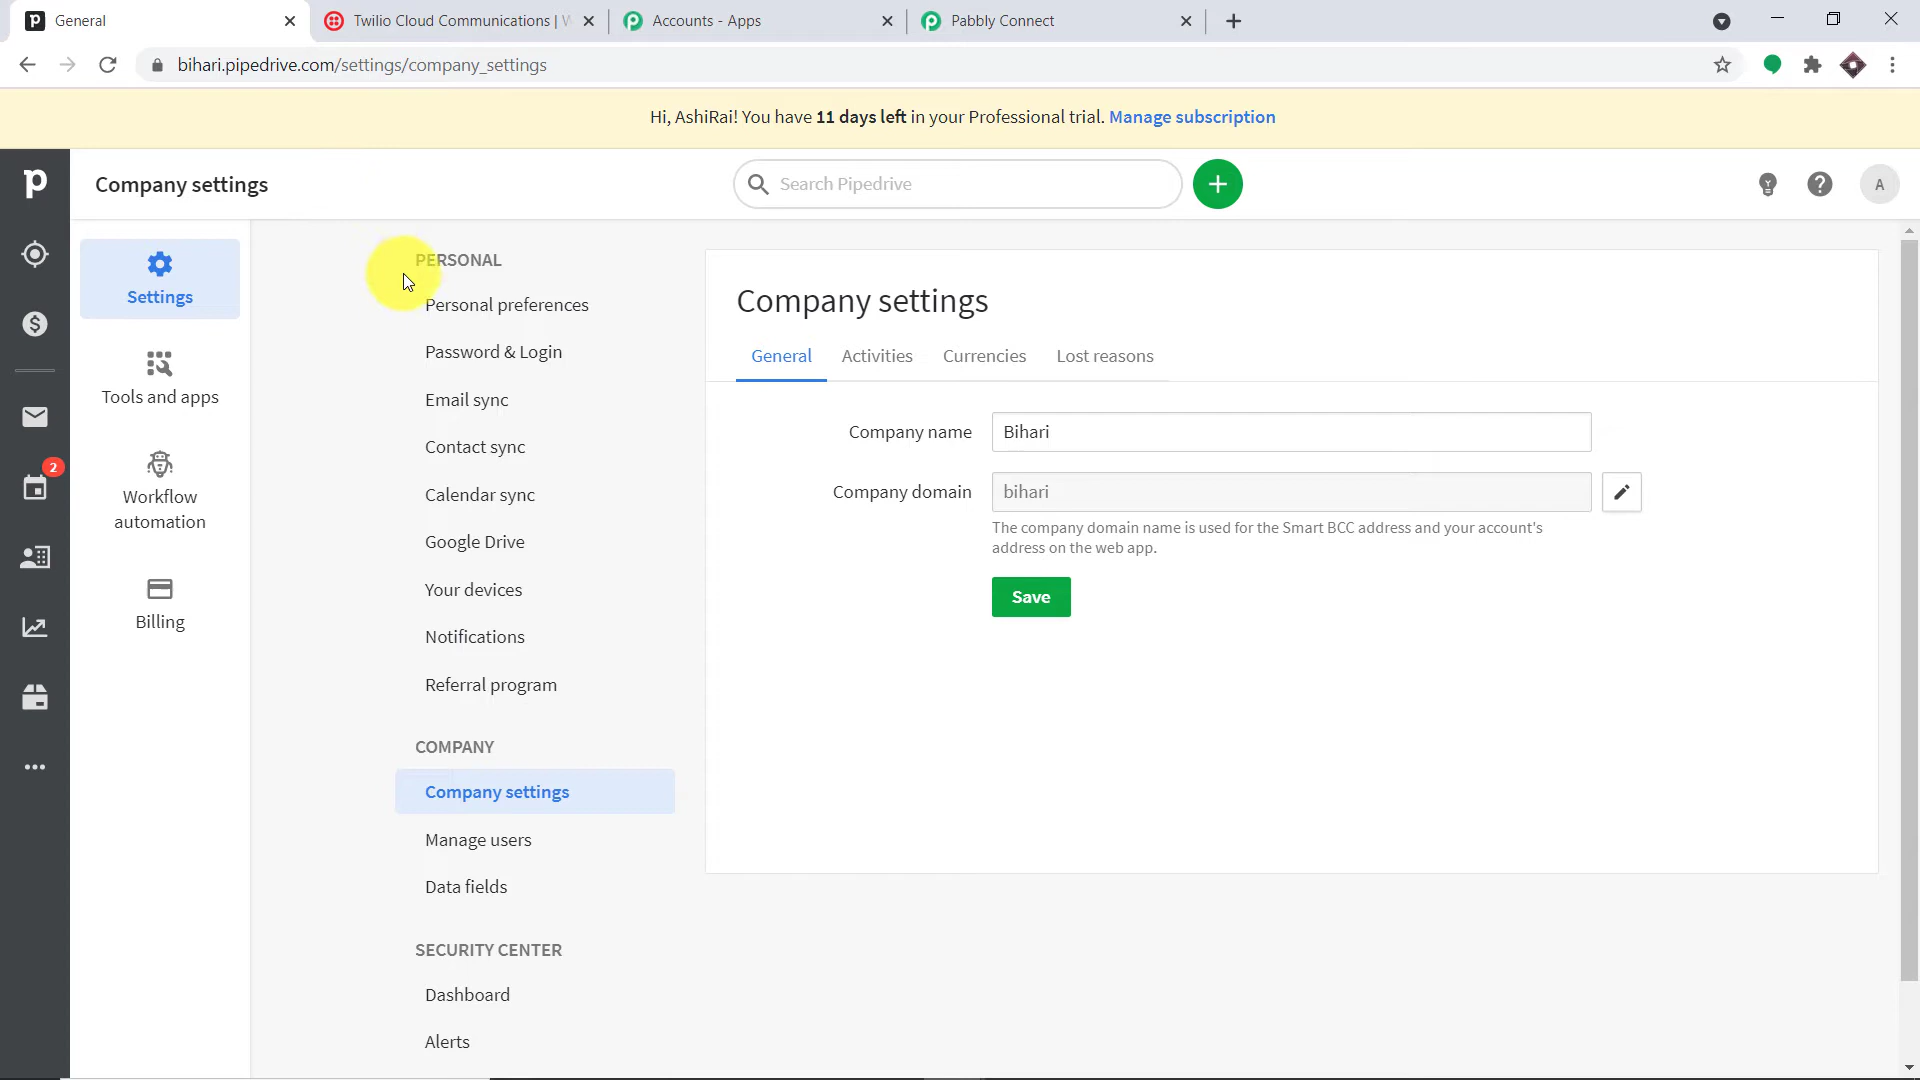 General
Twilio Cloud Communications |
Accounts - Apps
Pabbly Connect
bihari.pipedrive.com/settings/company_settings
Hi, AshiRai! You have 11 days left in your Professional trial. Manage subscription
Company settings
Search Pipedrive
A
Settings
Tools and apps
2
Workflow
automation
Billing
PERSONAL
Personal preferences
Password & Login
Email sync
Contact sync
Calendar sync
Google Drive
Your devices
Notifications
Referral program
COMPANY
Company settings
Manage users
Data fields
SECURITY CENTER
Dashboard
Alerts
Company settings
General Activities Currencies Lost reasons
Company name Bihari
Company domain bihari
The company domain name is used for the Smart BCC address and your account's
address on the web app.
Save